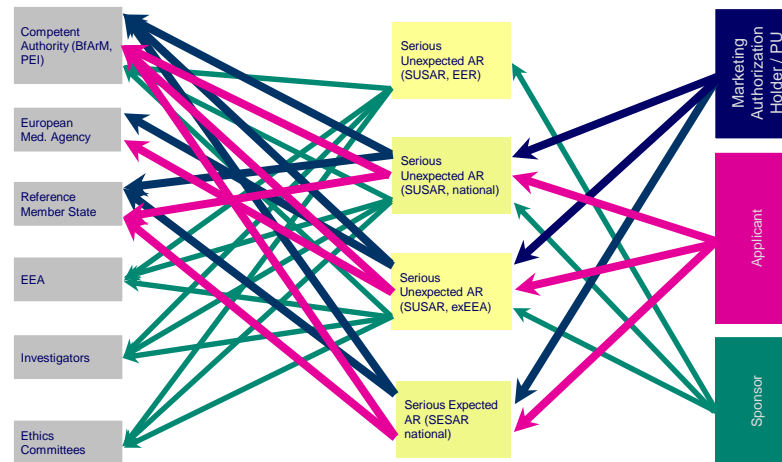 Competent
Authority (BfArM,
PEI)
European
Med. Agency
Reference
Member State
EEA
Investigators
Ethics
Committees
Serious
Unexpected AR
(SUSAR, EER)
Serious
Unexpected AR
(SUSAR, national)
Serious
Unexpected AR
(SUSAR, exEEA)
Serious Expected
AR (SESAR
national)
Marketing
Authorization
Holder / PU
Applicant
Sponsor